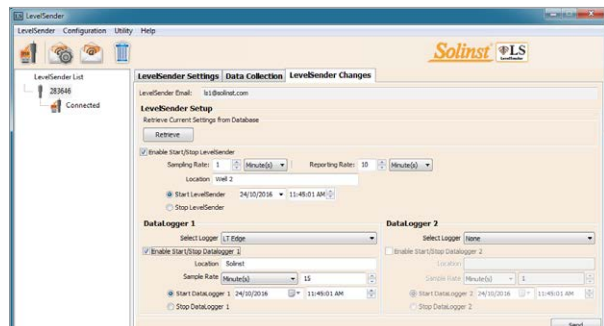 LevelSender
LevelSender Configuration Utility Help
Solinst LS
LevelSender List
283646
Connected
LevelSender Settings Data Collection LevelSender Changes
LevelSender Email: ls1@solinst.com
LevelSender Setup
Retrieve Current Settings from Database
Retrieve
Enable Start/Stop LevelSender
Sampling Rate: 1 Minute(s) Reporting Rate: 10 Minute(s)
Location Well 2
Start LevelSender 24/10/2016 11:45:01 AM
Stop LevelSender
DataLogger 1 DataLogger 2
Select Logger LT Edge Select Logger None
Enable Start/Stop Datalogger 1 Enable Start/Stop Datalogger 2
Location Solinst Location
Sample Rate Minute(s) 15 Sample Rate Minute(s) 5
Start DataLogger 1 24/10/2016 11:45:01 AM Start DataLogger 2 24/10/2016 11:45:01 AM
Stop DataLogger 1 Stop DataLogger 2
Send